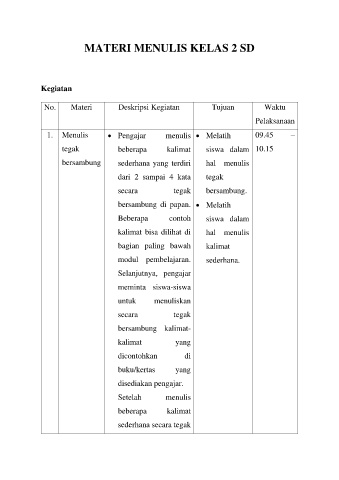 MATERI MENULIS KELAS 2 SD
Kegiatan
No. Materi Deskripsi Kegiatan Tujuan Waktu Pelaksanaan
1.
Menulis
tegak
bersambung
• Pengajar menulis
beberapa kalimat
sederhana yang terdiri
dari 2 sampai 4 kata
secara tegak
bersambung di papan.
Beberapa contoh
kalimat bisa dilihat di
bagian paling bawah
modul pembelajaran.
Selanjutnya, pengajar
meminta siswa-siswa
untuk menuliskan
secara tegak
bersambung kalimat-
kalimat yang
dicontohkan di
buku/kertas yang
disediakan pengajar.
Setelah menulis
beberapa kalimat
sederhana secara tegak
• Melatih
siswa dalam
hal menulis
tegak
bersambung.
• Melatih
siswa dalam
hal menulis
kalimat
sederhana.
09.45 –
10.15